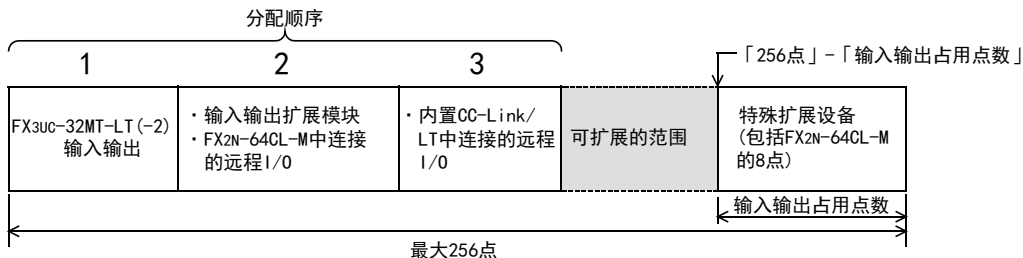 分配顺序
1 2 3
「256点」-「输入输出占用点数」
FX3UC-32MT-LT(-2)
输入输出
·输入输出扩展模块
·FX2N-64CL-M中连接
的远程I/O
·内置CC-Link/
LT中连接的远程
I/O
可扩展的范围
特殊扩展设备
(包括FX2N-64CL-M
的8点)
输入输出占用点数
最大256点